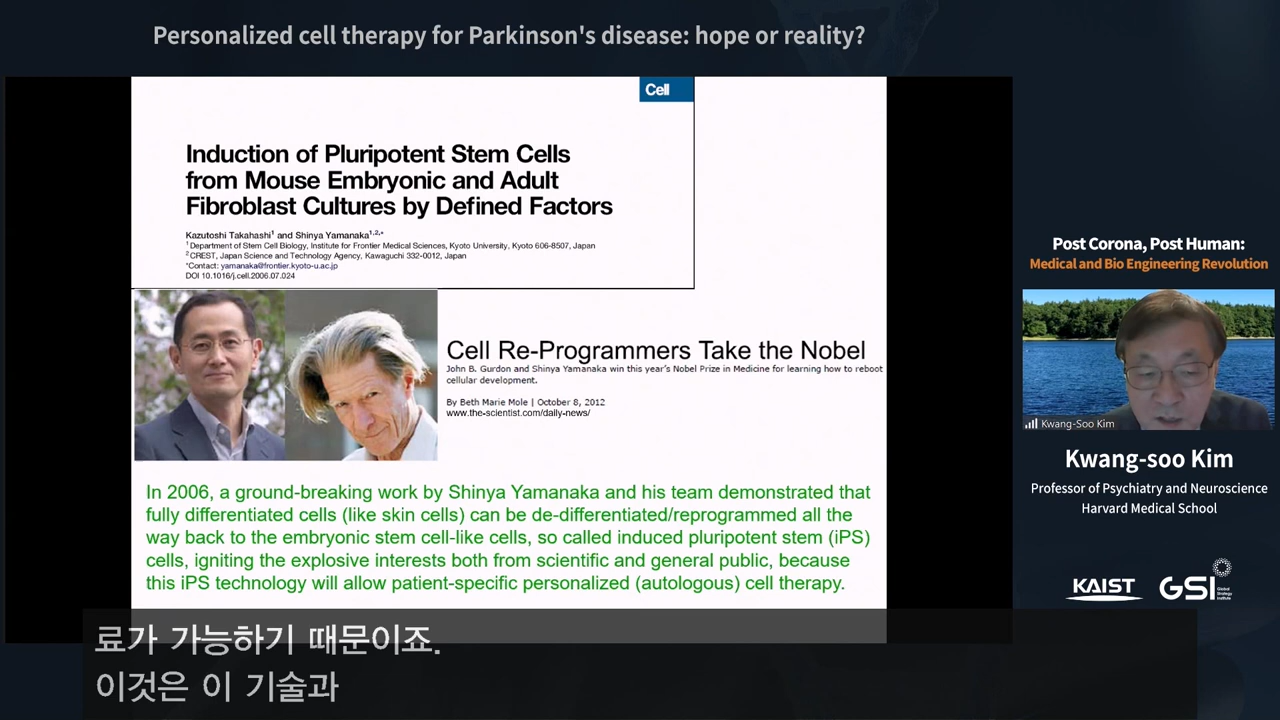 Personalized cell therapy for Parkinson's disease: hope or reality?
Cell
Induction of Pluripotent Stem Cells
from Mouse Embryonic and Adult
Fibroblast Cultures by Defined Factors
Kazutoshi Takahashi1 and Shinya Yamanaka1,2,*
1 Department of Stem Cell Biology, Institute for Frontier Medical Sciences, Kyoto University, Kyoto 606-8507, Japan
2 CREST, Japan Science and Technology Agency, Kawaguchi 332-0012, Japan
*Contact: yamanaka@frontier.kyoto-u.ac.jp
DOI 10.1016/j.cell.2006.07.024
Cell Re-Programmers Take the Nobel
John B. Gurdon and Shinya Yamanaka win this year's Nobel Prize in Medicine for learning how to reboot
cellular development.
By Beth Marie Mole | October 8, 2012
www.the-scientist.com/daily-news/
In 2006, a ground-breaking work by Shinya Yamanaka and his team demonstrated that
fully differentiated cells (like skin cells) can be de-differentiated/reprogrammed all the
way back to the embryonic stem cell-like cells, so called induced pluripotent stem (iPS)
cells, igniting the explosive interests both from scientific and general public, because
this iPS technology will allow patient-specific personalized (autologous) cell therapy.
Post Corona, Post Human:
Medical and Bio Engineering Revolution
Kwang-Soo Kim
Kwang-soo Kim
Professor of Psychiatry and Neuroscience
Harvard Medical School
KAIST
GSI
Global
Strategy
Institute
료가 가능하기 때문이죠.
이것은 이 기술과